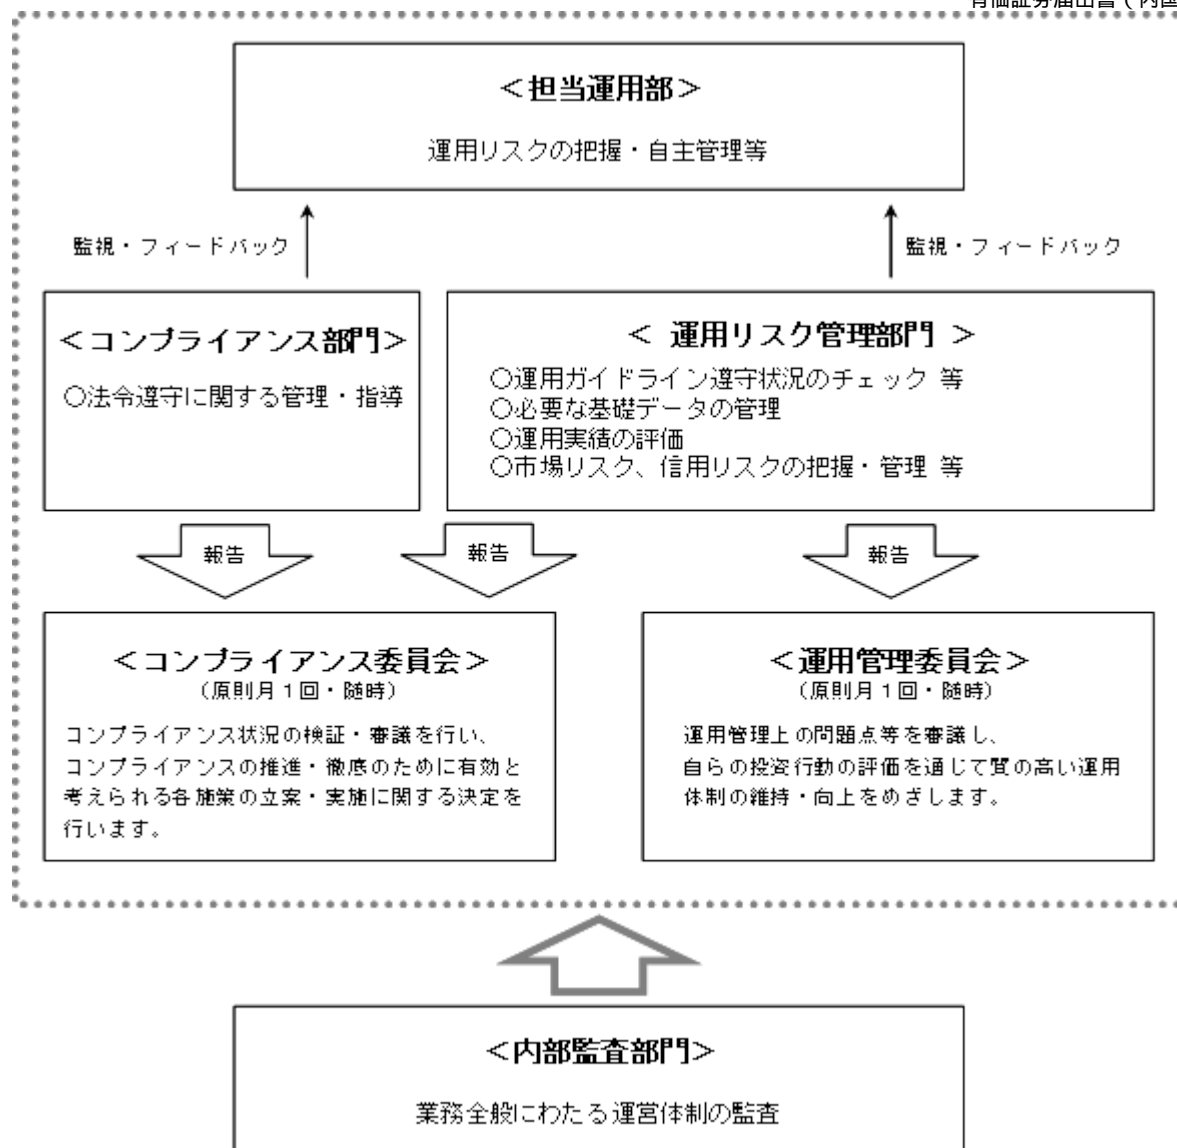 有価証券届出書（内国
＜担当運用部＞
運用リスクの把握・自主管理等
監視・フィードバック
監視・フィードバック
＜コンプライアンス部門＞
○法令遵守に関する管理・指導
＜ 運用リスク管理部門 ＞
○運用ガイドライン遵守状況のチェック 等
○必要な基礎データの管理
○運用実績の評価
○市場リスク、信用リスクの把握・管理 等
報告
報告
報告
＜コンプライアンス委員会＞
（原則月１回・随時）
コンプライアンス状況の検証・審議を行い、
コンプライアンスの推進・徹底のために有効と
考えられる各施策の立案・実施に関する決定を
行います。
＜運用管理委員会＞
（原則月１回・随時）
運用管理上の問題点等を審議し、
自らの投資行動の評価を通じて質の高い運用
体制の維持・向上をめざします。
＜内部監査部門＞
業務全般にわたる運営体制の監査